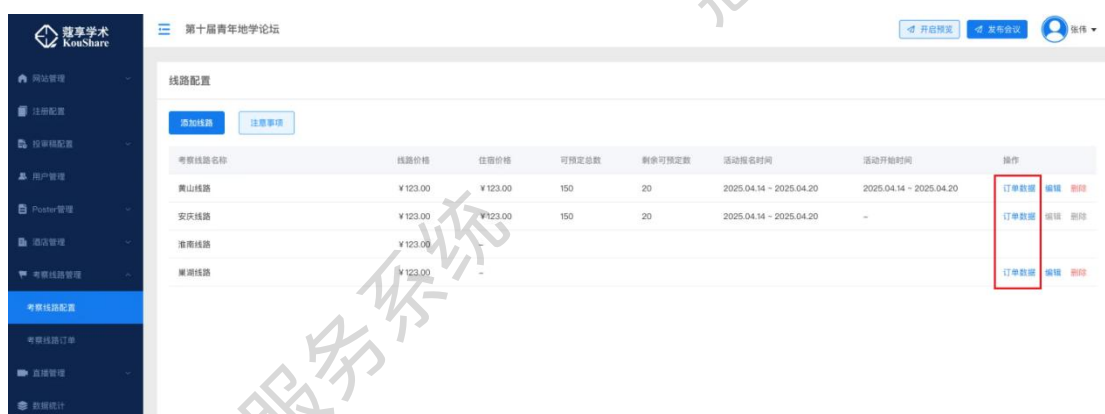 蔻享学术
KouShare
第十届青年地学论坛
开启预览
发布会议
张伟
网站管理
注册配置
投审稿配置
用户管理
Poster管理
酒店管理
考察线路管理
考察线路配置
考察线路订单
直播管理
数据统计
线路配置
添加线路 注意事项
考察线路名称 线路价格 住宿价格 可预定总数 剩余可预定数 活动报名时间 活动开始时间 操作
黄山线路 ¥123.00 ¥123.00 150 20 2025.04.14 ~ 2025.04.20 2025.04.14 ~ 2025.04.20 订单数据 编辑 删除
安庆线路 ¥123.00 ¥123.00 150 20 2025.04.14 ~ 2025.04.20 - 订单数据 编辑 删除
淮南线路 ¥123.00 -
巢湖线路 ¥123.00 - 订单数据 编辑 删除
服务系统